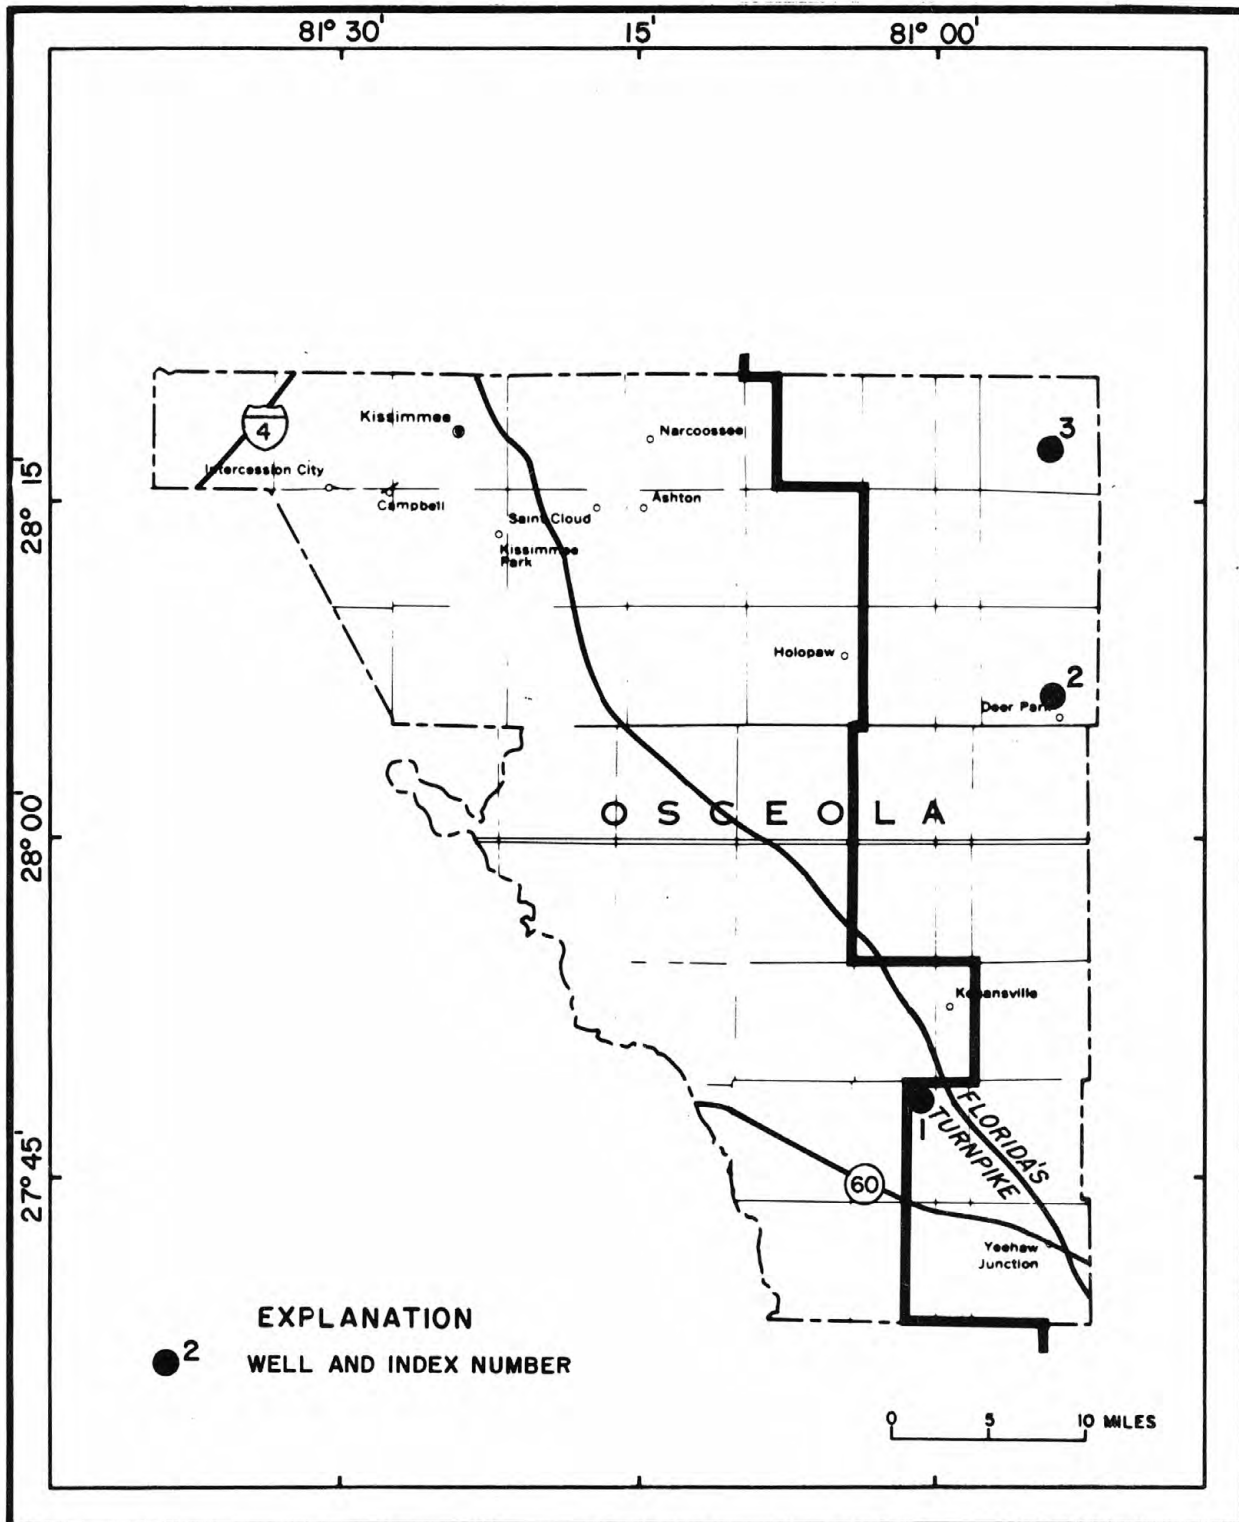 81° 30'
15'
81° 00'
3
Kissimmee
Narcoossee
4
28° 15'
Intercession City
Campbell
Ashton
Saint Cloud
Kissimmee
Park
Holopaw
2
Deer Park
OSCEOLA
28° 00'
Kenansville
FLORIDA'S
TURNPIKE
1
27° 45'
60
Yeehaw
Junction
EXPLANATION
2
WELL AND INDEX NUMBER
0 5 10 MILES